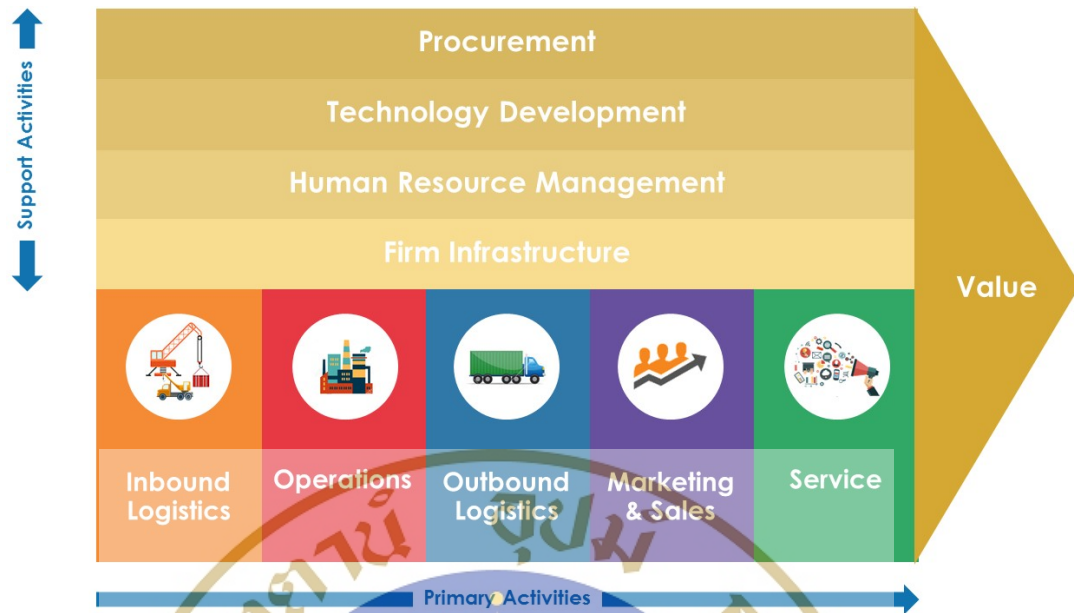 Support Activities
Procurement
Technology Development
Human Resource Management
Firm Infrastructure
Value
Inbound
Logistics
Operations
Outbound
Logistics
Marketing
& Sales
Service
Primary Activities